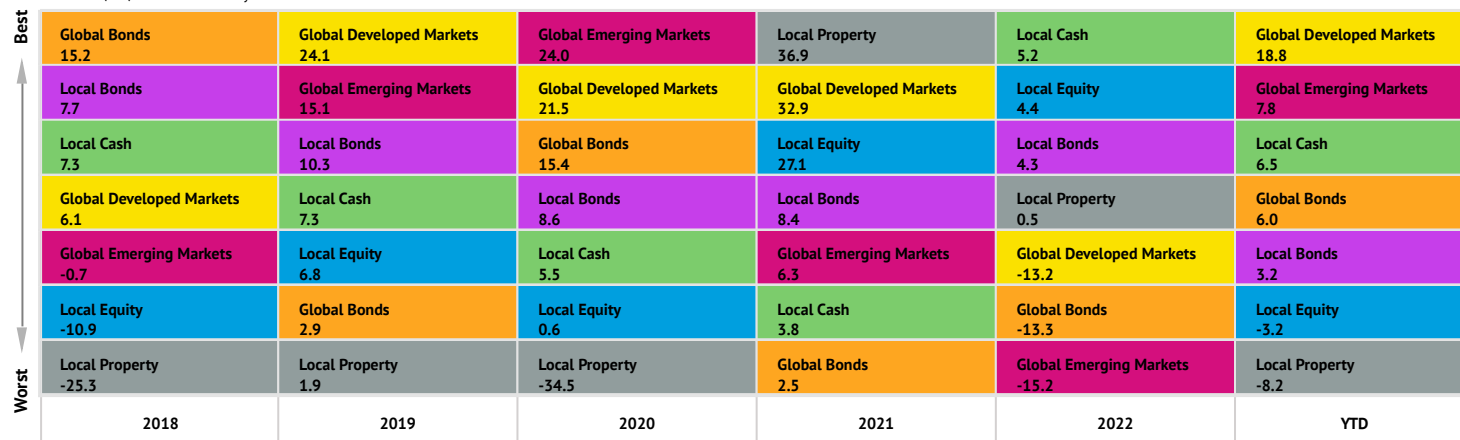 Best
Global Bonds
15.2
Global Developed Markets
24.1
Global Emerging Markets
24.0
Local Property
36.9
Local Cash
5.2
Global Developed Markets
18.8
Local Bonds
7.7
Global Emerging Markets
15.1
Global Developed Markets
21.5
Global Developed Markets
32.9
Local Equity
4.4
Global Emerging Markets
7.8
Local Cash
7.3
Local Bonds
10.3
Global Bonds
15.4
Local Equity
27.1
Local Bonds
4.3
Local Cash
6.5
Global Developed Markets
6.1
Local Cash
7.3
Local Bonds
8.6
Local Bonds
8.4
Local Property
0.5
Global Bonds
6.0
Global Emerging Markets
-0.7
Local Equity
6.8
Local Cash
5.5
Global Emerging Markets
6.3
Global Developed Markets
-13.2
Local Bonds
3.2
Local Equity
-10.9
Global Bonds
2.9
Local Equity
0.6
Local Cash
3.8
Global Bonds
-13.3
Local Equity
-3.2
Worst
Local Property
-25.3
Local Property
1.9
Local Property
-34.5
Global Bonds
2.5
Global Emerging Markets
-15.2
Local Property
-8.2
2018
2019
2020
2021
2022
YTD